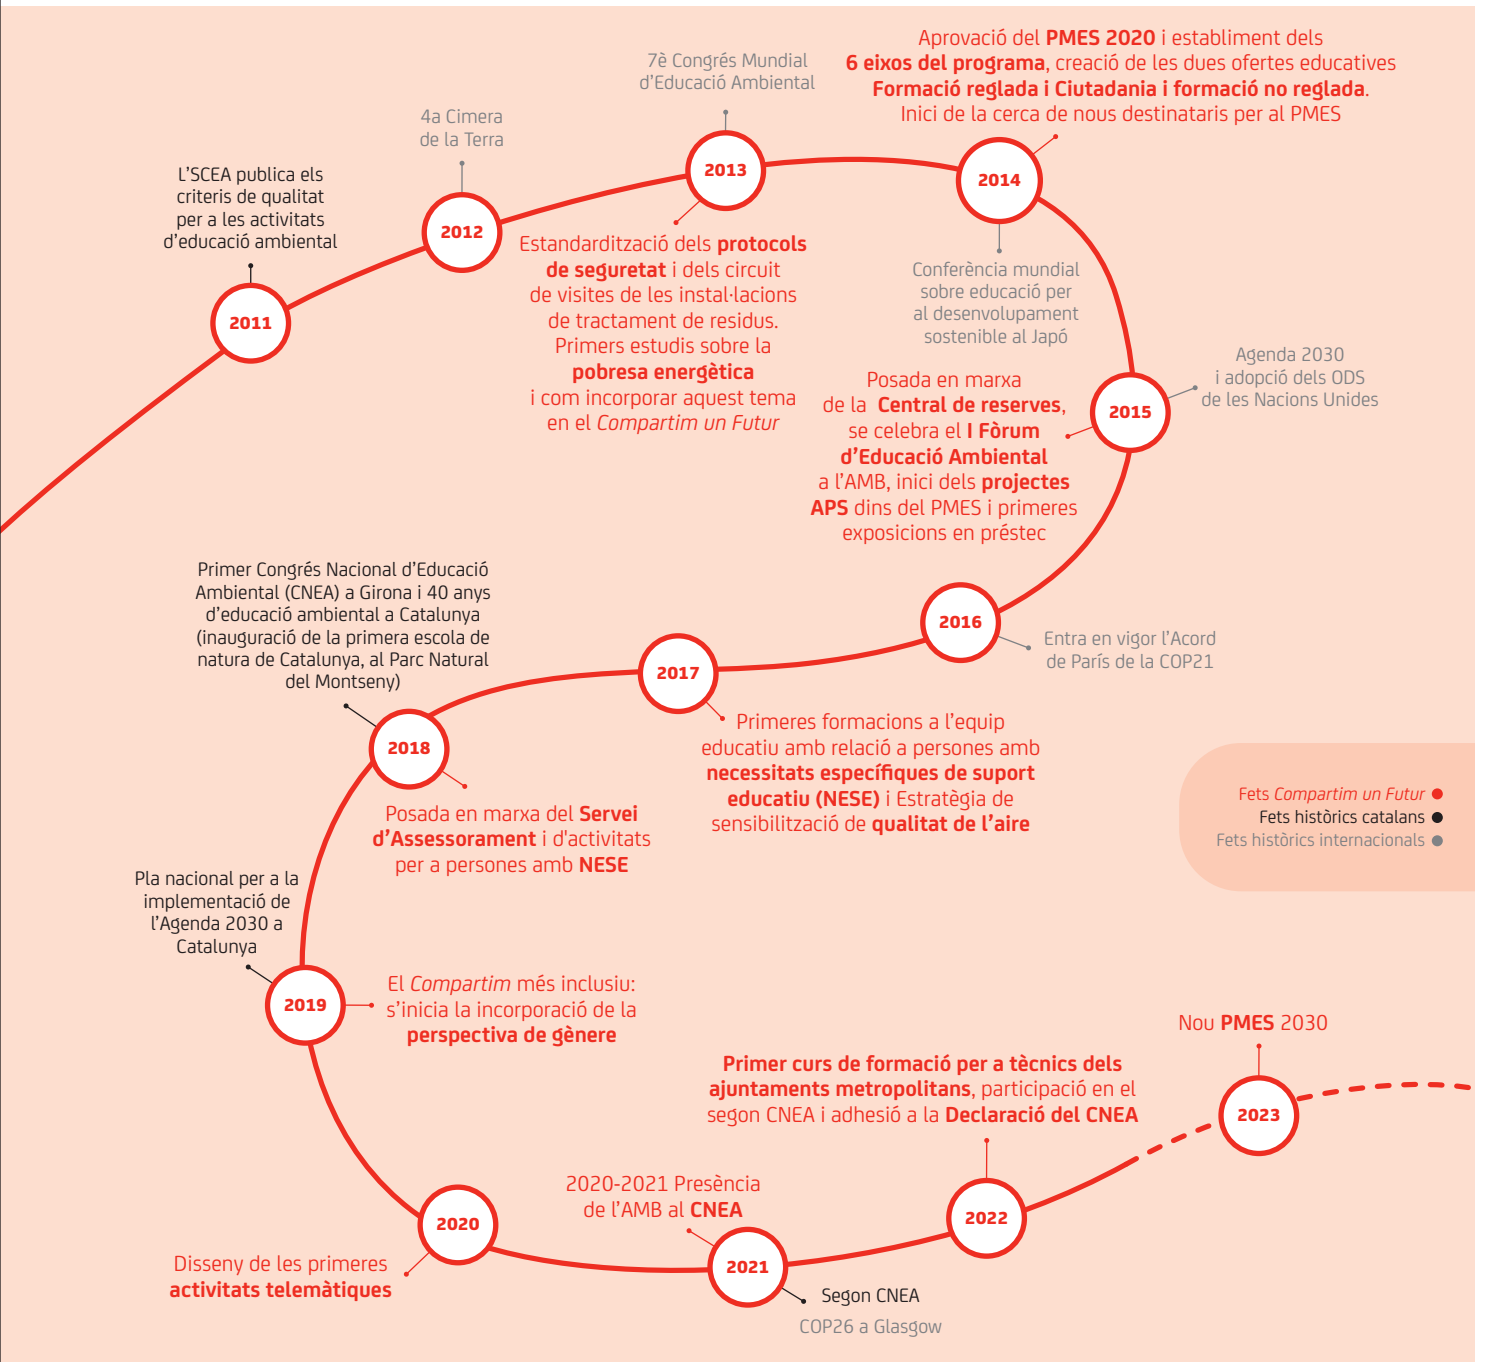 L'SCEA publica els
criteris de qualitat
per a les activitats
d'educació ambiental
2011
4a Cimera
de la Terra
2012
7è Congrés Mundial
d'Educació Ambiental
2013
Estandardització dels protocols
de seguretat i dels circuit
de visites de les instal·lacions
de tractament de residus.
Primers estudis sobre la
pobresa energètica
i com incorporar aquest tema
en el Compartim un Futur
Aprovació del PMES 2020 i establiment dels
6 eixos del programa, creació de les dues ofertes educatives
Formació reglada i Ciutadania i formació no reglada.
Inici de la cerca de nous destinataris per al PMES
2014
Conferència mundial
sobre educació per
al desenvolupament
sostenible al Japó
Agenda 2030
i adopció dels ODS
de les Nacions Unides
2015
Posada en marxa
de la Central de reserves,
se celebra el I Fòrum
d'Educació Ambiental
a l'AMB, inici dels projectes
APS dins del PMES i primeres
exposicions en préstec
2016
Entra en vigor l'Acord
de París de la COP21
2017
Primeres formacions a l'equip
educatiu amb relació a persones amb
necessitats específiques de suport
educatiu (NESE) i Estratègia de
sensibilització de qualitat de l'aire
Primer Congrés Nacional d'Educació
Ambiental (CNEA) a Girona i 40 anys
d'educació ambiental a Catalunya
(inauguració de la primera escola de
natura de Catalunya, al Parc Natural
del Montseny)
2018
Posada en marxa del Servei
d'Assessorament i d'activitats
per a persones amb NESE
Fets Compartim un Futur
Fets històrics catalans
Fets històrics internacionals
Pla nacional per a la
implementació de
l'Agenda 2030 a
Catalunya
2019
El Compartim més inclusiu:
s'inicia la incorporació de la
perspectiva de gènere
2020
Disseny de les primeres
activitats telemàtiques
2020-2021 Presència
de l'AMB al CNEA
2021
Segon CNEA
COP26 a Glasgow
Primer curs de formació per a tècnics dels
ajuntaments metropolitans, participació en el
segon CNEA i adhesió a la Declaració del CNEA
2022
Nou PMES 2030
2023